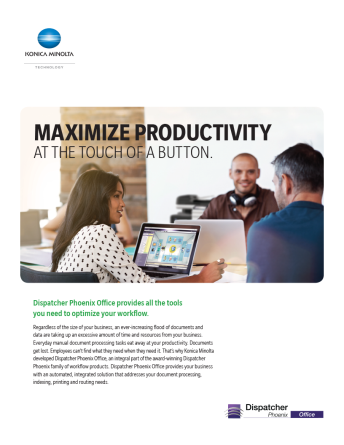 KONICA MINOLTA
TECHNOLOGY
MAXIMIZE PRODUCTIVITY
AT THE TOUCH OF A BUTTON.
Dispatcher Phoenix Office provides all the tools
you need to optimize your workflow.
Regardless of the size of your business, an ever-increasing flood of documents and
data are taking up an excessive amount of time and resources from your business.
Everyday manual document processing tasks eat away at your productivity. Documents
get lost. Employees can't find what they need when they need it. That's why Konica Minolta
developed Dispatcher Phoenix Office, an integral part of the award-winning Dispatcher
Phoenix family of workflow products. Dispatcher Phoenix Office provides your business
with an automated, integrated solution that addresses your document processing,
indexing, printing and routing needs.
Dispatcher
Phoenix Office